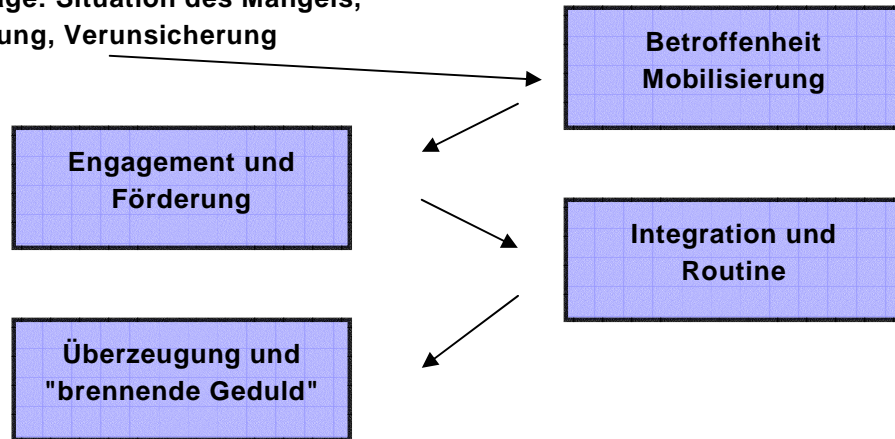 Situation des Mangels,
Verunsicherung
Betroffenheit
Mobilisierung
Engagement und
Förderung
Integration und
Routine
Überzeugung und
"brennende Geduld"